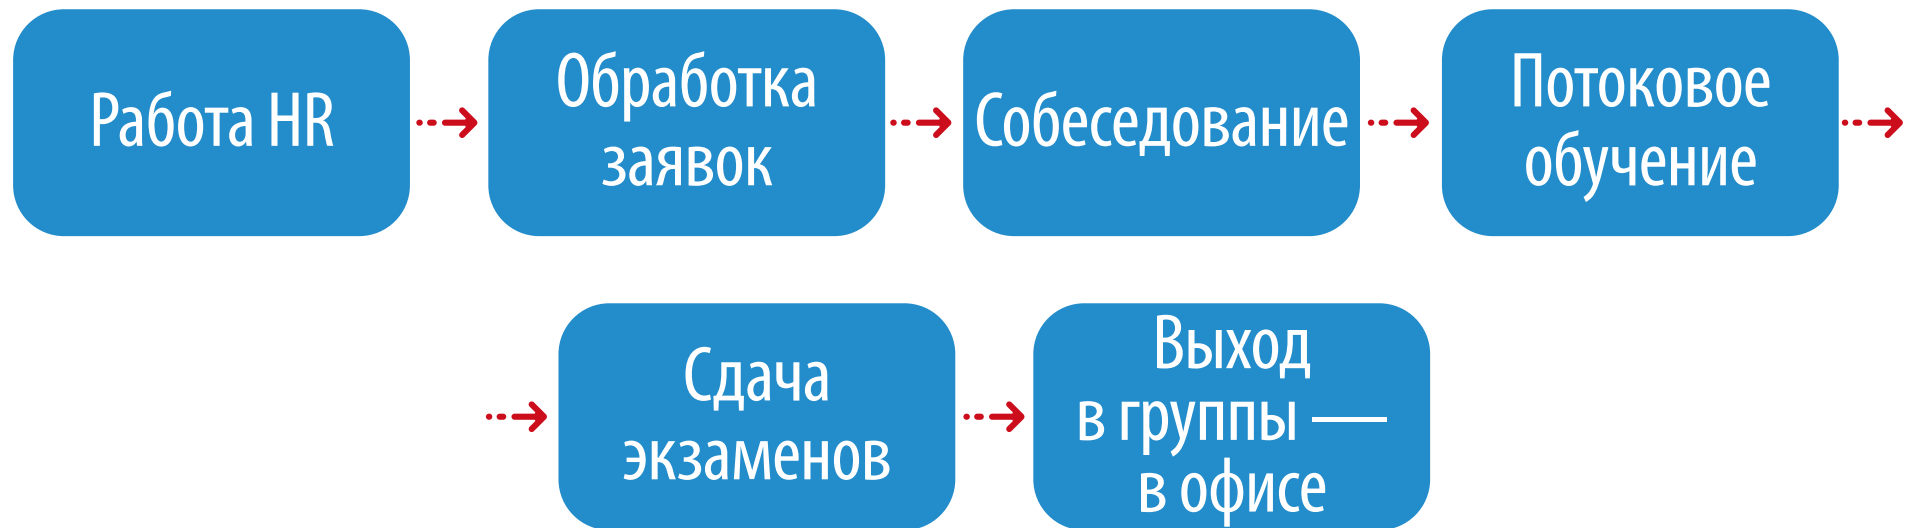 Работа HR
Обработка
заявок
Собеседование
Потоковое
обучение
Сдача
экзаменов
Выход
в группы —
в офисе